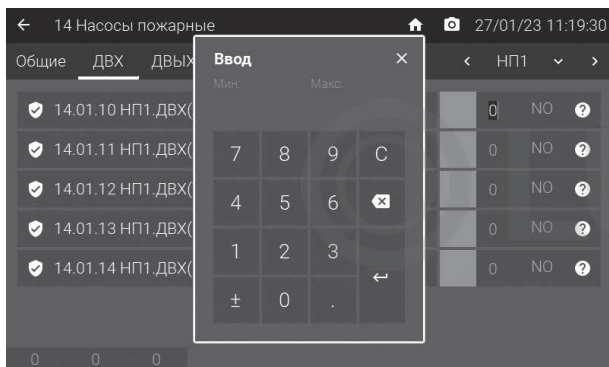 14 Насосы пожарные 27/01/23 11:19:30
Общие ДВХ ДВЫХ НП1
Ввод
Мин: Макс:
14.01.10 НП1.ДВХ( 0 NO
14.01.11 НП1.ДВХ( 0 NO
14.01.12 НП1.ДВХ( 0 NO
14.01.13 НП1.ДВХ( 0 NO
14.01.14 НП1.ДВХ( 0 NO
7 8 9 C
4 5 6
1 2 3
± 0 .
0 0 0